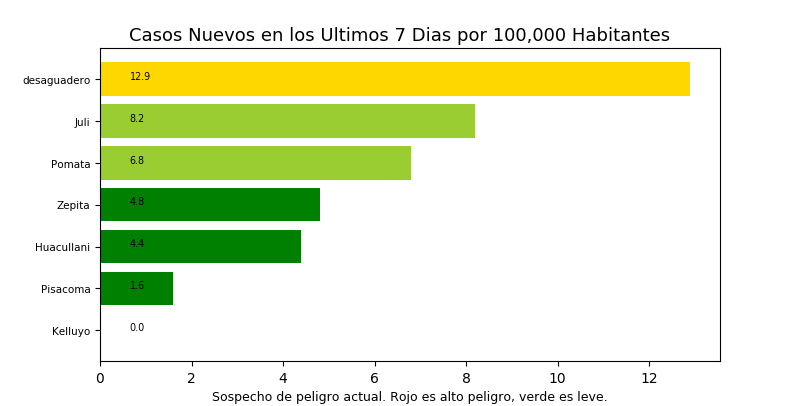 Casos Nuevos en los Ultimos 7 Dias por 100,000 Habitantes
desaguadero 12.9
Juli 8.2
Pomata 6.8
Zepita 4.8
Huacullani 4.4
Pisacoma 1.6
Kelluyo 0.0
0 2 4 6 8 10 12
Sospecho de peligro actual. Rojo es alto peligro, verde es leve.